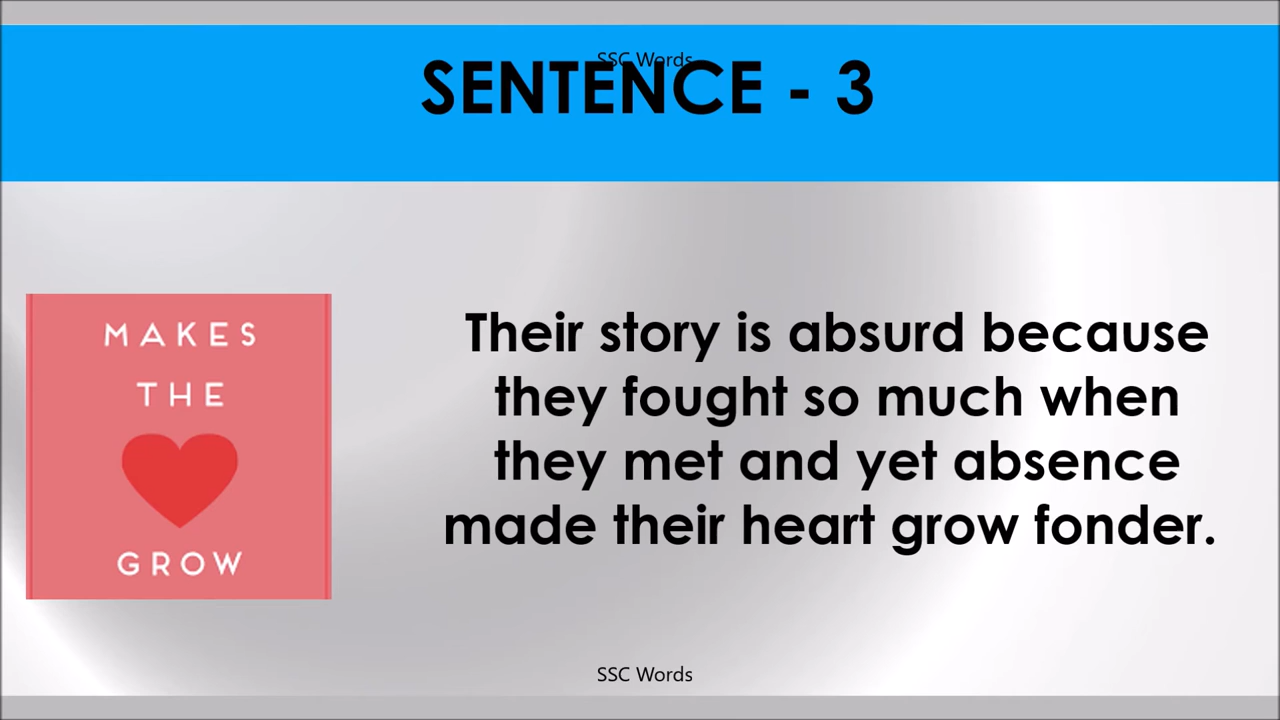 SSC Words
SENTENCE - 3
MAKES
THE
GROW
Their story is absurd because
they fought so much when
they met and yet absence
made their heart grow fonder.
SSC Words